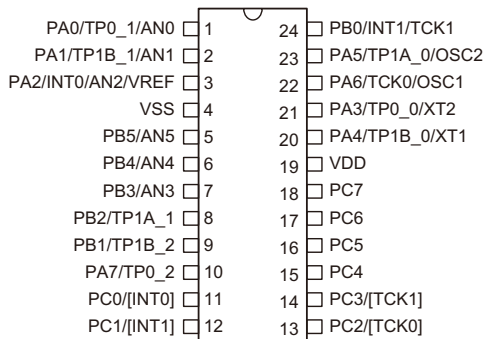 PA0/TP0_1/AN0 1 24 PB0/INT1/TCK1
PA1/TP1B_1/AN1 2 23 PA5/TP1A_0/OSC2
PA2/INT0/AN2/VREF 3 22 PA6/TCK0/OSC1
VSS 4 21 PA3/TP0_0/XT2
PB5/AN5 5 20 PA4/TP1B_0/XT1
PB4/AN4 6 19 VDD
PB3/AN3 7 18 PC7
PB2/TP1A_1 8 17 PC6
PB1/TP1B_2 9 16 PC5
PA7/TP0_2 10 15 PC4
PC0/[INT0] 11 14 PC3/[TCK1]
PC1/[INT1] 12 13 PC2/[TCK0]